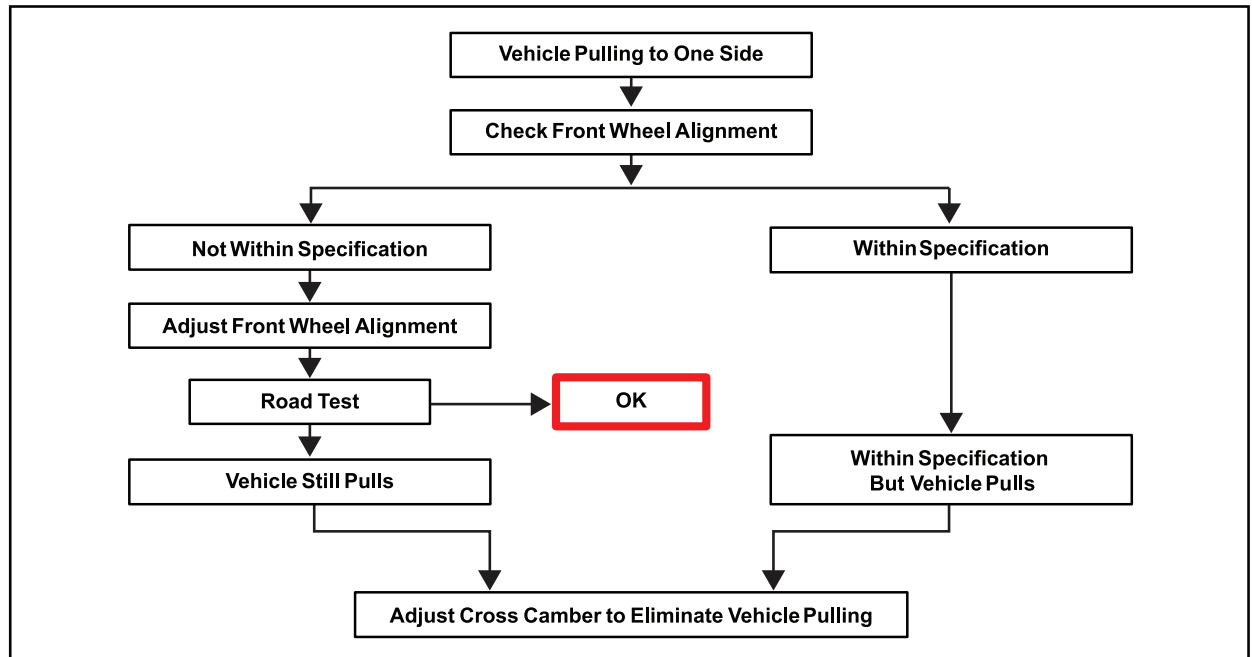 Vehicle Pulling to One Side
Check Front Wheel Alignment
Not Within Specification
Within Specification
Adjust Front Wheel Alignment
Road Test
OK
Vehicle Still Pulls
Within Specification
But Vehicle Pulls
Adjust Cross Camber to Eliminate Vehicle Pulling